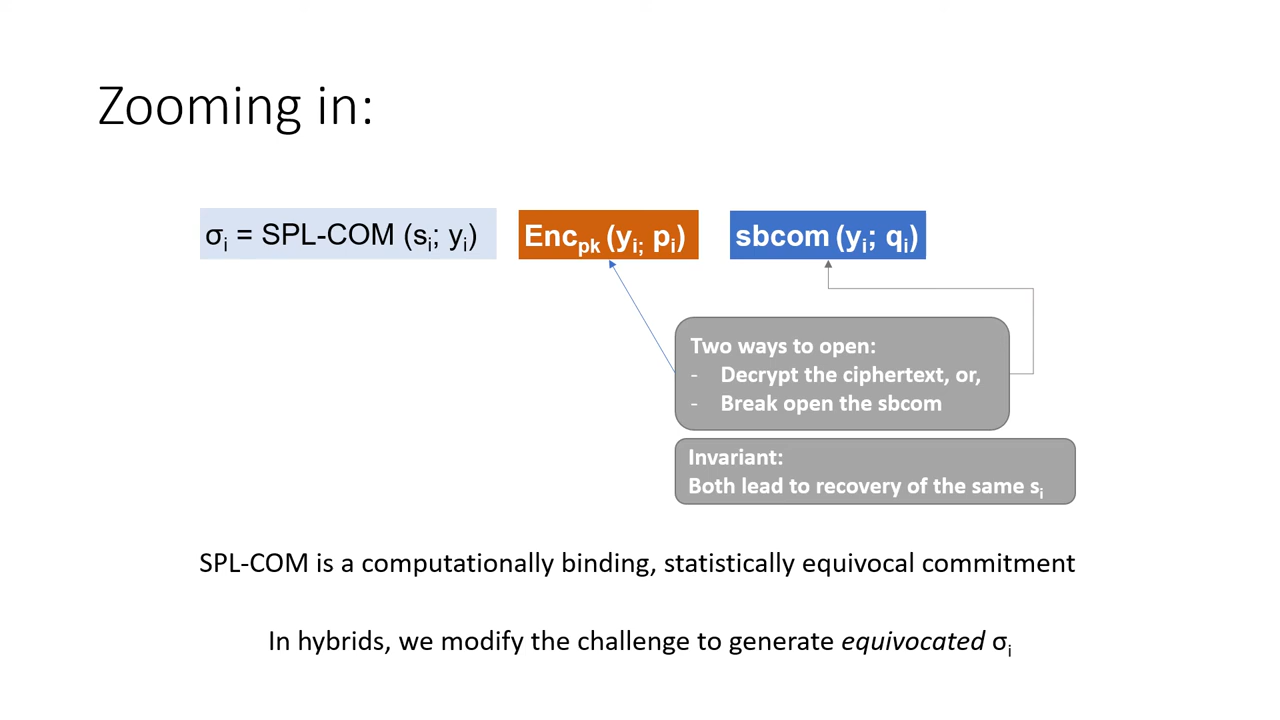 Zooming in:
σᵢ = SPL-COM (sᵢ; yᵢ)
Encₚₖ (yᵢ; pᵢ)
sbcom (yᵢ; qᵢ)
Two ways to open:
- Decrypt the ciphertext, or,
- Break open the sbcom
Invariant:
Both lead to recovery of the same sᵢ
SPL-COM is a computationally binding, statistically equivocal commitment
In hybrids, we modify the challenge to generate equivocated σᵢ